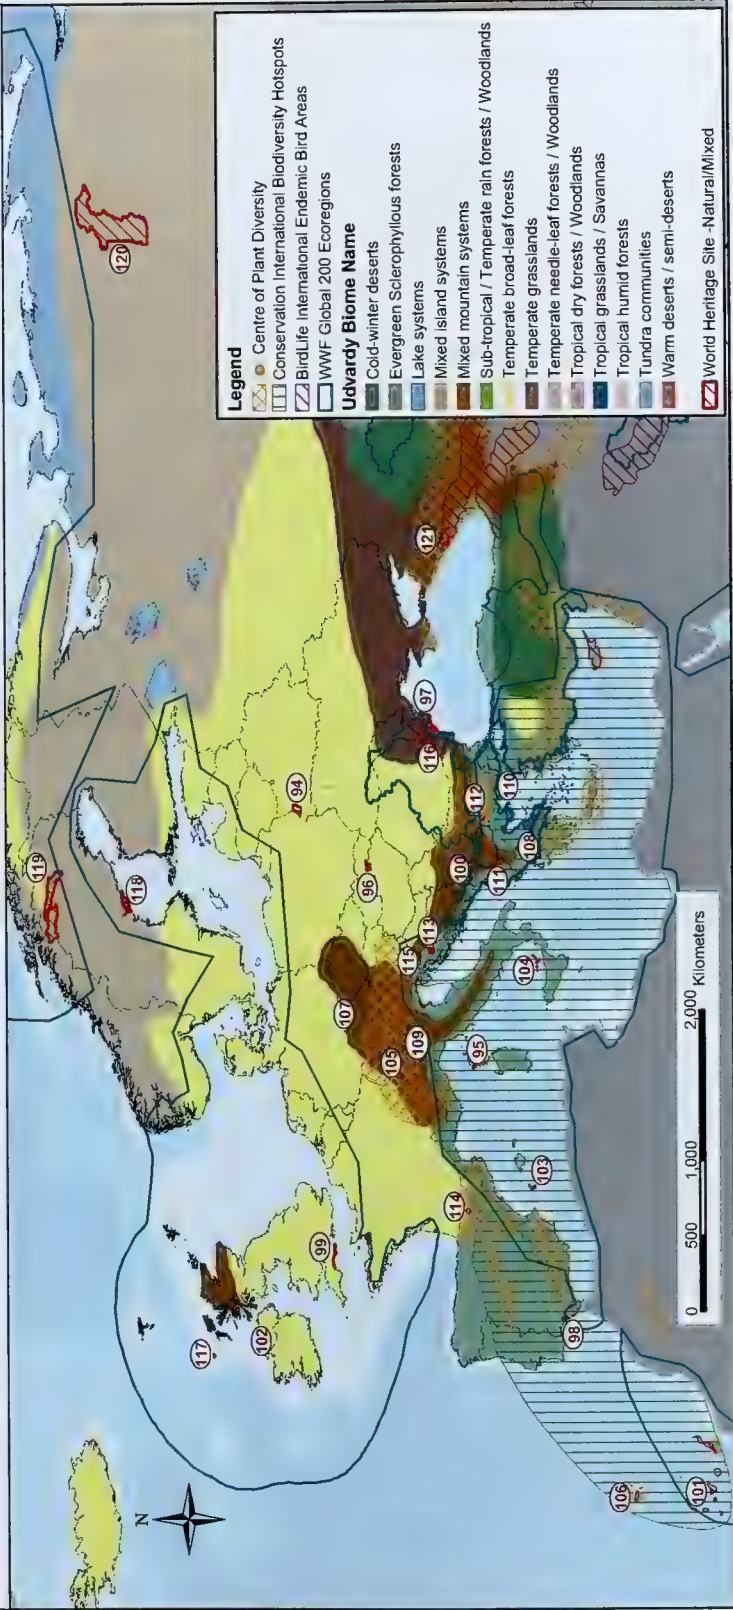 N
Legend
Centre of Plant Diversity
Conservation International Biodiversity Hotspots
BirdLife International Endemic Bird Areas
WWF Global 200 Ecoregions
Udvardy Biome Name
Cold-winter deserts
Evergreen Sclerophyllous forests
Lake systems
Mixed island systems
Mixed mountain systems
Sub-tropical / Temperate rain forests / Woodlands
Temperate broad-leaf forests
Temperate grasslands
Temperate needle-leaf forests / Woodlands
Tropical dry forests / Woodlands
Tropical grasslands / Savannas
Tropical humid forests
Tundra communities
Warm deserts / semi-deserts
World Heritage Site -Natural/Mixed
119
120
118
117
102
99
94
96
107
105
109
115
113
114
100
111
112
116
97
121
110
108
104
95
103
98
106
101
0 500 1,000 2,000
Kilometers